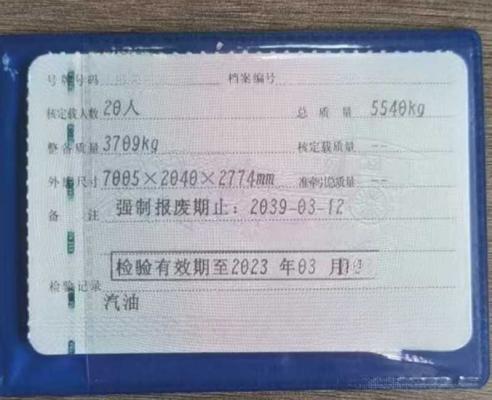 号牌号码 档案编号
核定载人数 20人 总质量 5540kg
整备质量 3709kg 核定载质量 --
外廓尺寸 7005×2040×2774mm 准牵引总质量 --
备注 强制报废期止：2039-03-12
检验有效期至2023 年03 月
检验记录
汽油